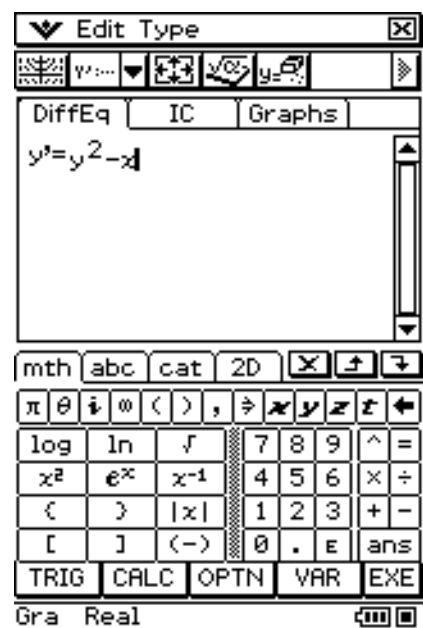 Edit Type
y':...
y=
DiffEq IC Graphs
y'=y²-x
mth abc cat 2D
π θ i ∞ ( ) , ⇒ x y z t ←
log ln √ 7 8 9 ^ =
x² eˣ x⁻¹ 4 5 6 × ÷
( ) |x| 1 2 3 + −
[ ] (−) 0 . E ans
TRIG CALC OPTN VAR EXE
Gra Real